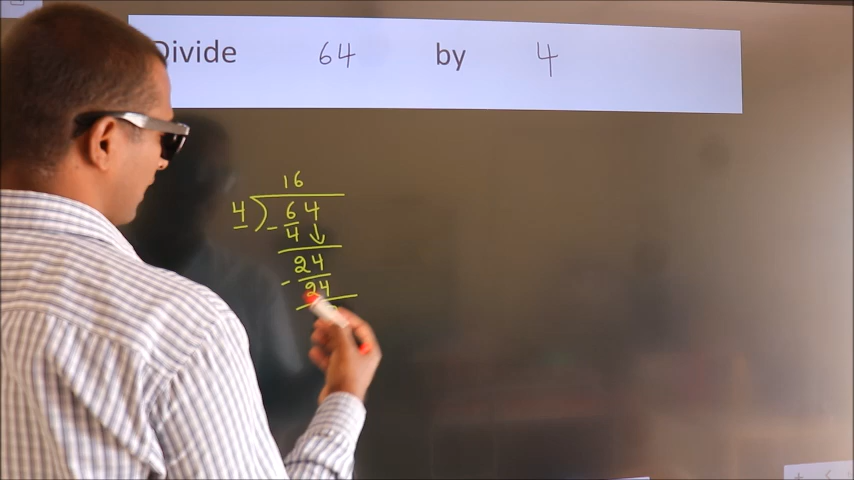 Divide 64 by 4
16
4 ) 64
- 4 ↓
24
- 24